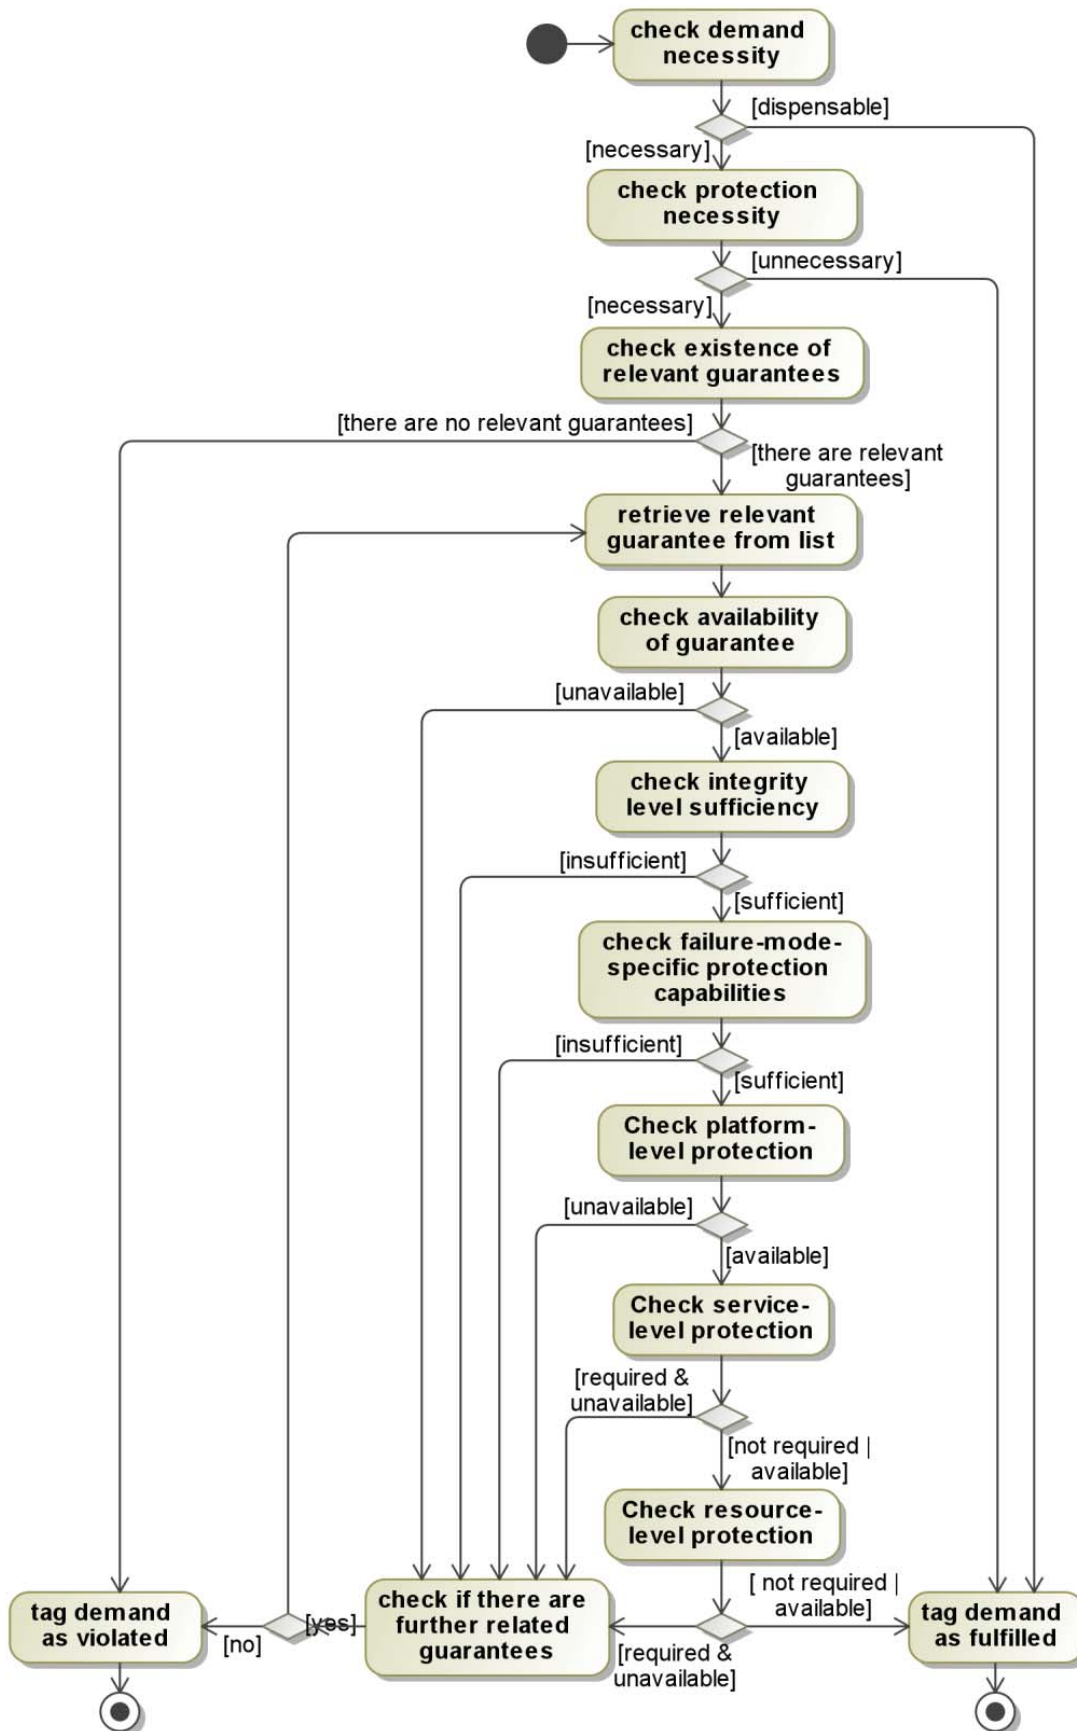 check demand
necessity
[dispensable]
[necessary]
check protection
necessity
[unnecessary]
[necessary]
check existence of
relevant guarantees
[there are no relevant guarantees]
[there are relevant
guarantees]
retrieve relevant
guarantee from list
check availability
of guarantee
[unavailable]
[available]
check integrity
level sufficiency
[insufficient]
[sufficient]
check failure-mode-
specific protection
capabilities
[insufficient]
[sufficient]
Check platform-
level protection
[unavailable]
[available]
Check service-
level protection
[required &
unavailable]
[not required |
available]
Check resource-
level protection
[ not required |
available]
tag demand
as violated
[no]
[yes]
check if there are
further related
guarantees
[required &
unavailable]
tag demand
as fulfilled